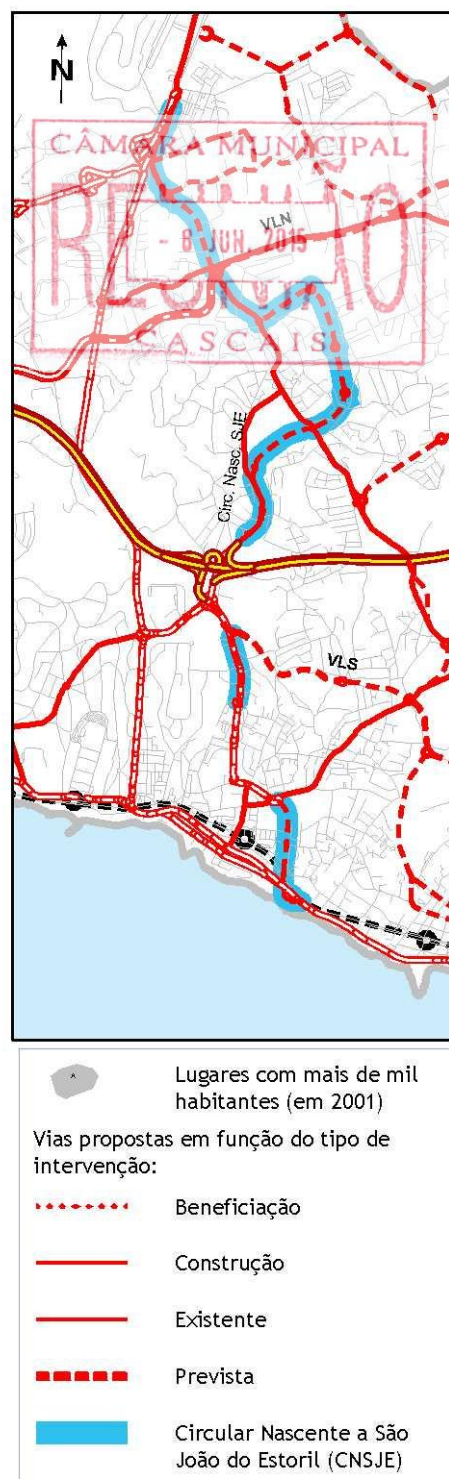 N
CÂMARA MUNICIPAL
REUNIÃO
VLN
- 8 JUN. 2015
CASCAIS
Circ. Nasc. SJE
VLS
Lugares com mais de mil
habitantes (em 2001)
Vias propostas em função do tipo de
intervenção:
Beneficiação
Construção
Existente
Prevista
Circular Nascente a São
João do Estoril (CNSJE)